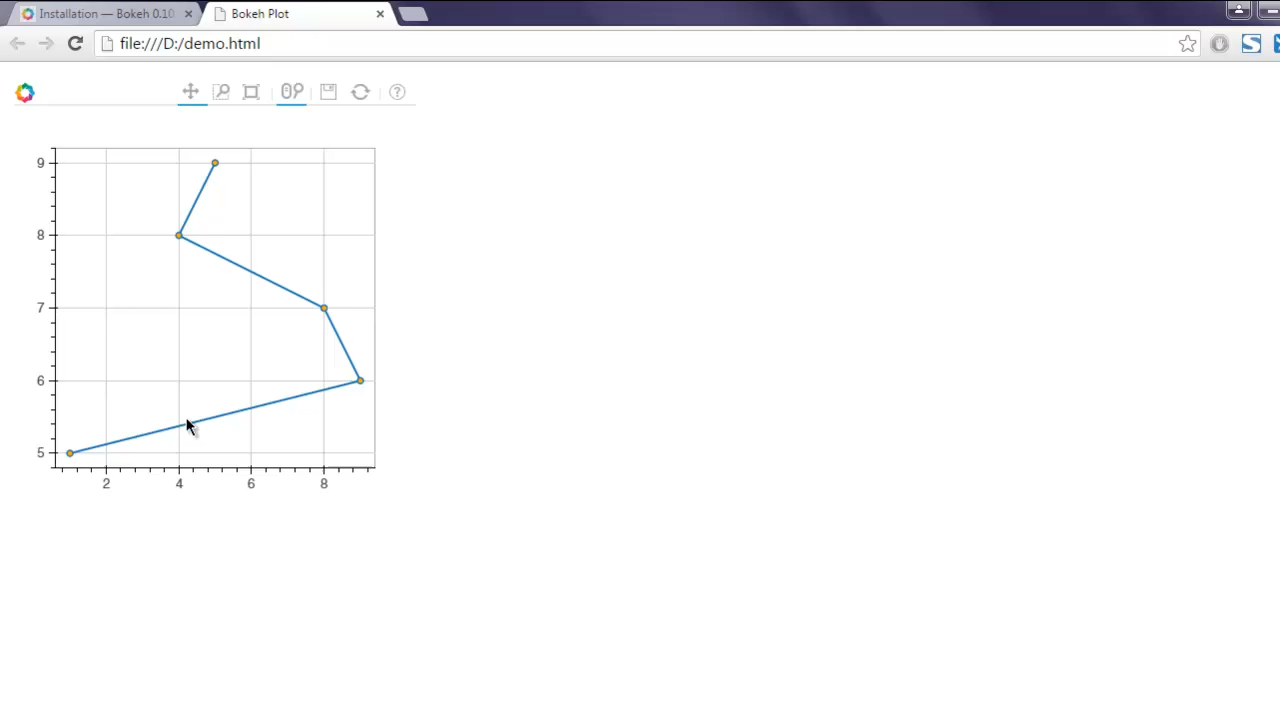 Installation — Bokeh 0.10
Bokeh Plot
file:///D:/demo.html
9
8
7
6
5
2 4 6 8